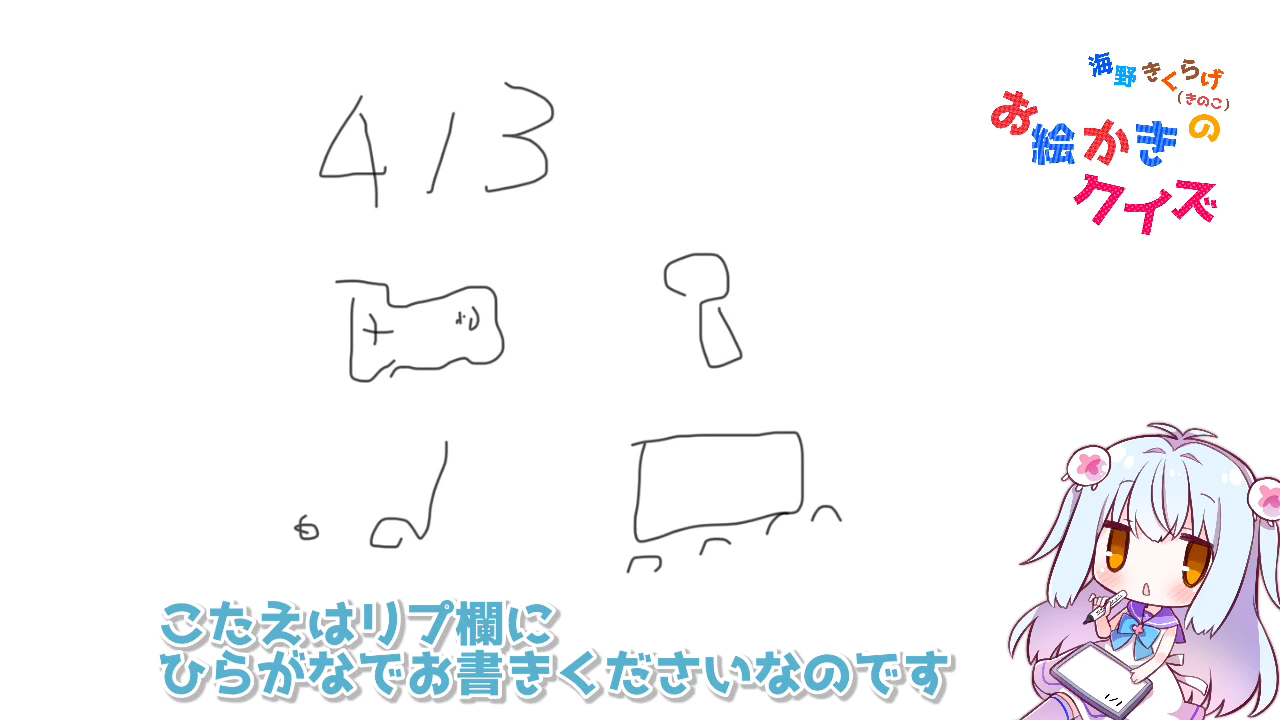 海野きくらげ
(きのこ)
の
お絵かき
クイズ
4/3
こたえはリプ欄に
ひらがなでお書きくださいなのです